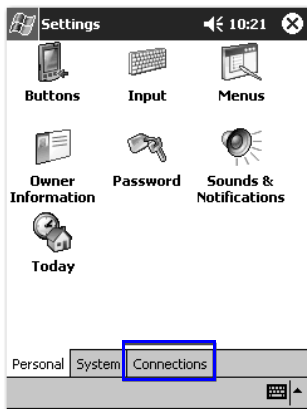 Settings 10:21
Buttons Input Menus
Owner Information Password Sounds & Notifications
Today
Personal System Connections